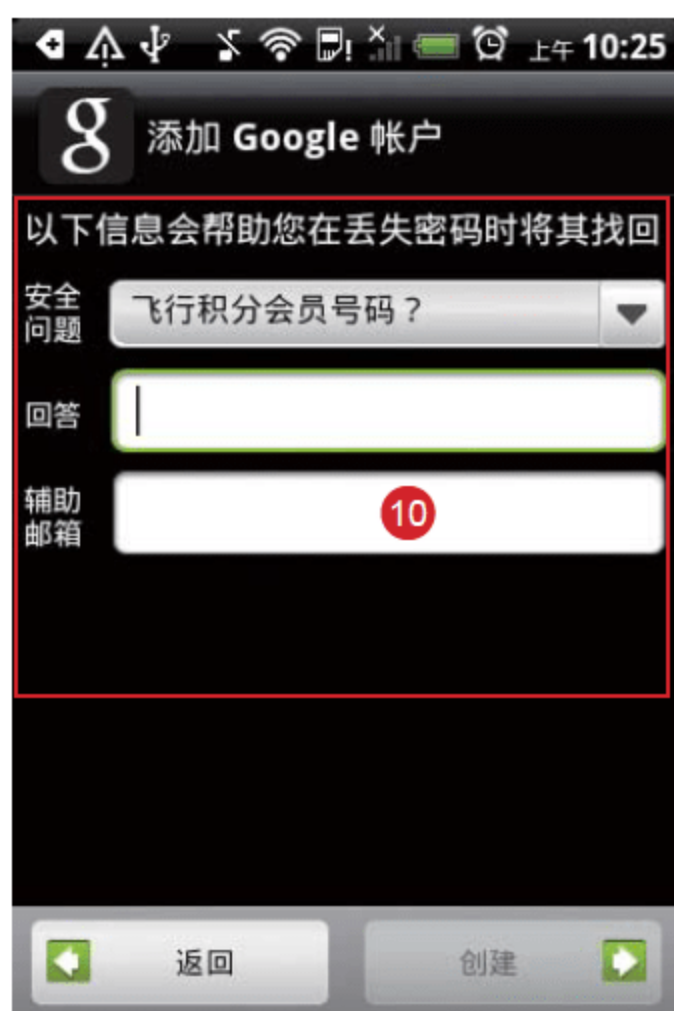 上午 10:25
g 添加 Google 帐户
以下信息会帮助您在丢失密码时将其找回
安全
问题
飞行积分会员号码？
回答
辅助
邮箱
10
返回
创建